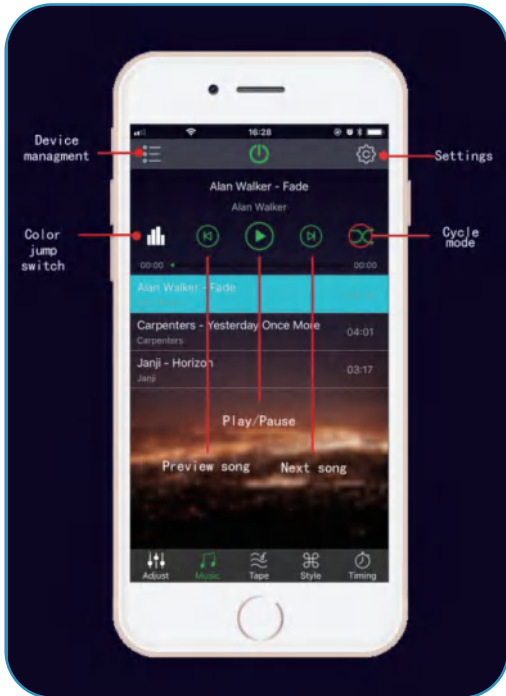 16:28
Device
managment
Settings
Alan Walker - Fade
Alan Walker
Color
jump
switch
Cycle
mode
00:00
00:00
Alan Walker - Fade
Carpenters - Yesterday Once More
Carpenters
04:01
Janji - Horizon
Janji
03:17
Play/Pause
Preview song
Next song
Adjust
Music
Tape
Style
Timing